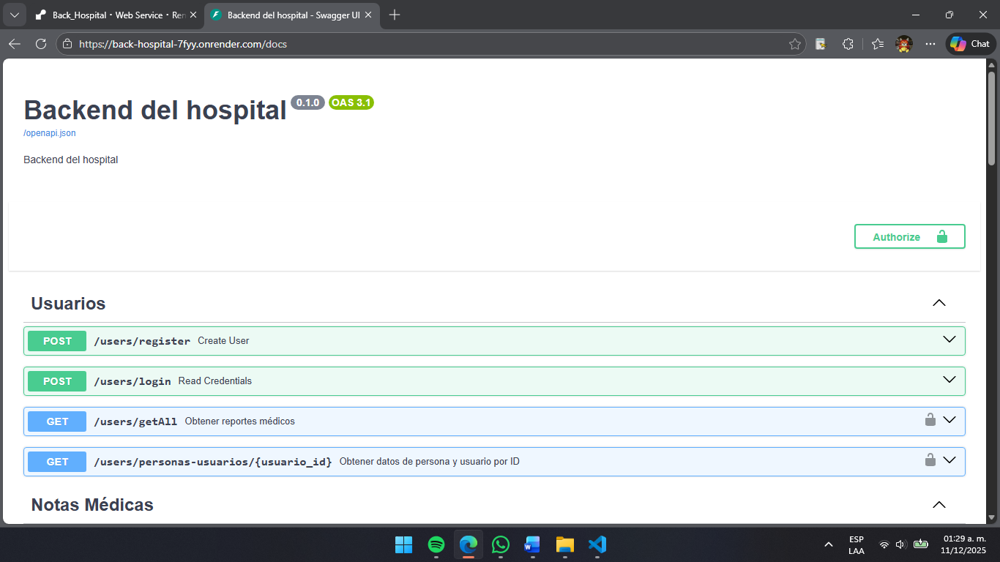 Back_Hospital · Web Service · Ren
Backend del hospital - Swagger UI
https://back-hospital-7fyy.onrender.com/docs
Chat
Backend del hospital 0.1.0 OAS 3.1
/openapi.json
Backend del hospital
Authorize
Usuarios
POST /users/register Create User
POST /users/login Read Credentials
GET /users/getAll Obtener reportes médicos
GET /users/personas-usuarios/{usuario_id} Obtener datos de persona y usuario por ID
Notas Médicas
ESP
LAA
01:29 a. m.
11/12/2025